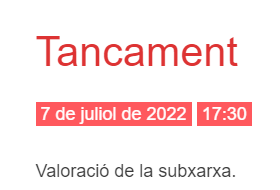 Tancament
7 de juliol de 2022 17:30
Valoració de la subxarxa.